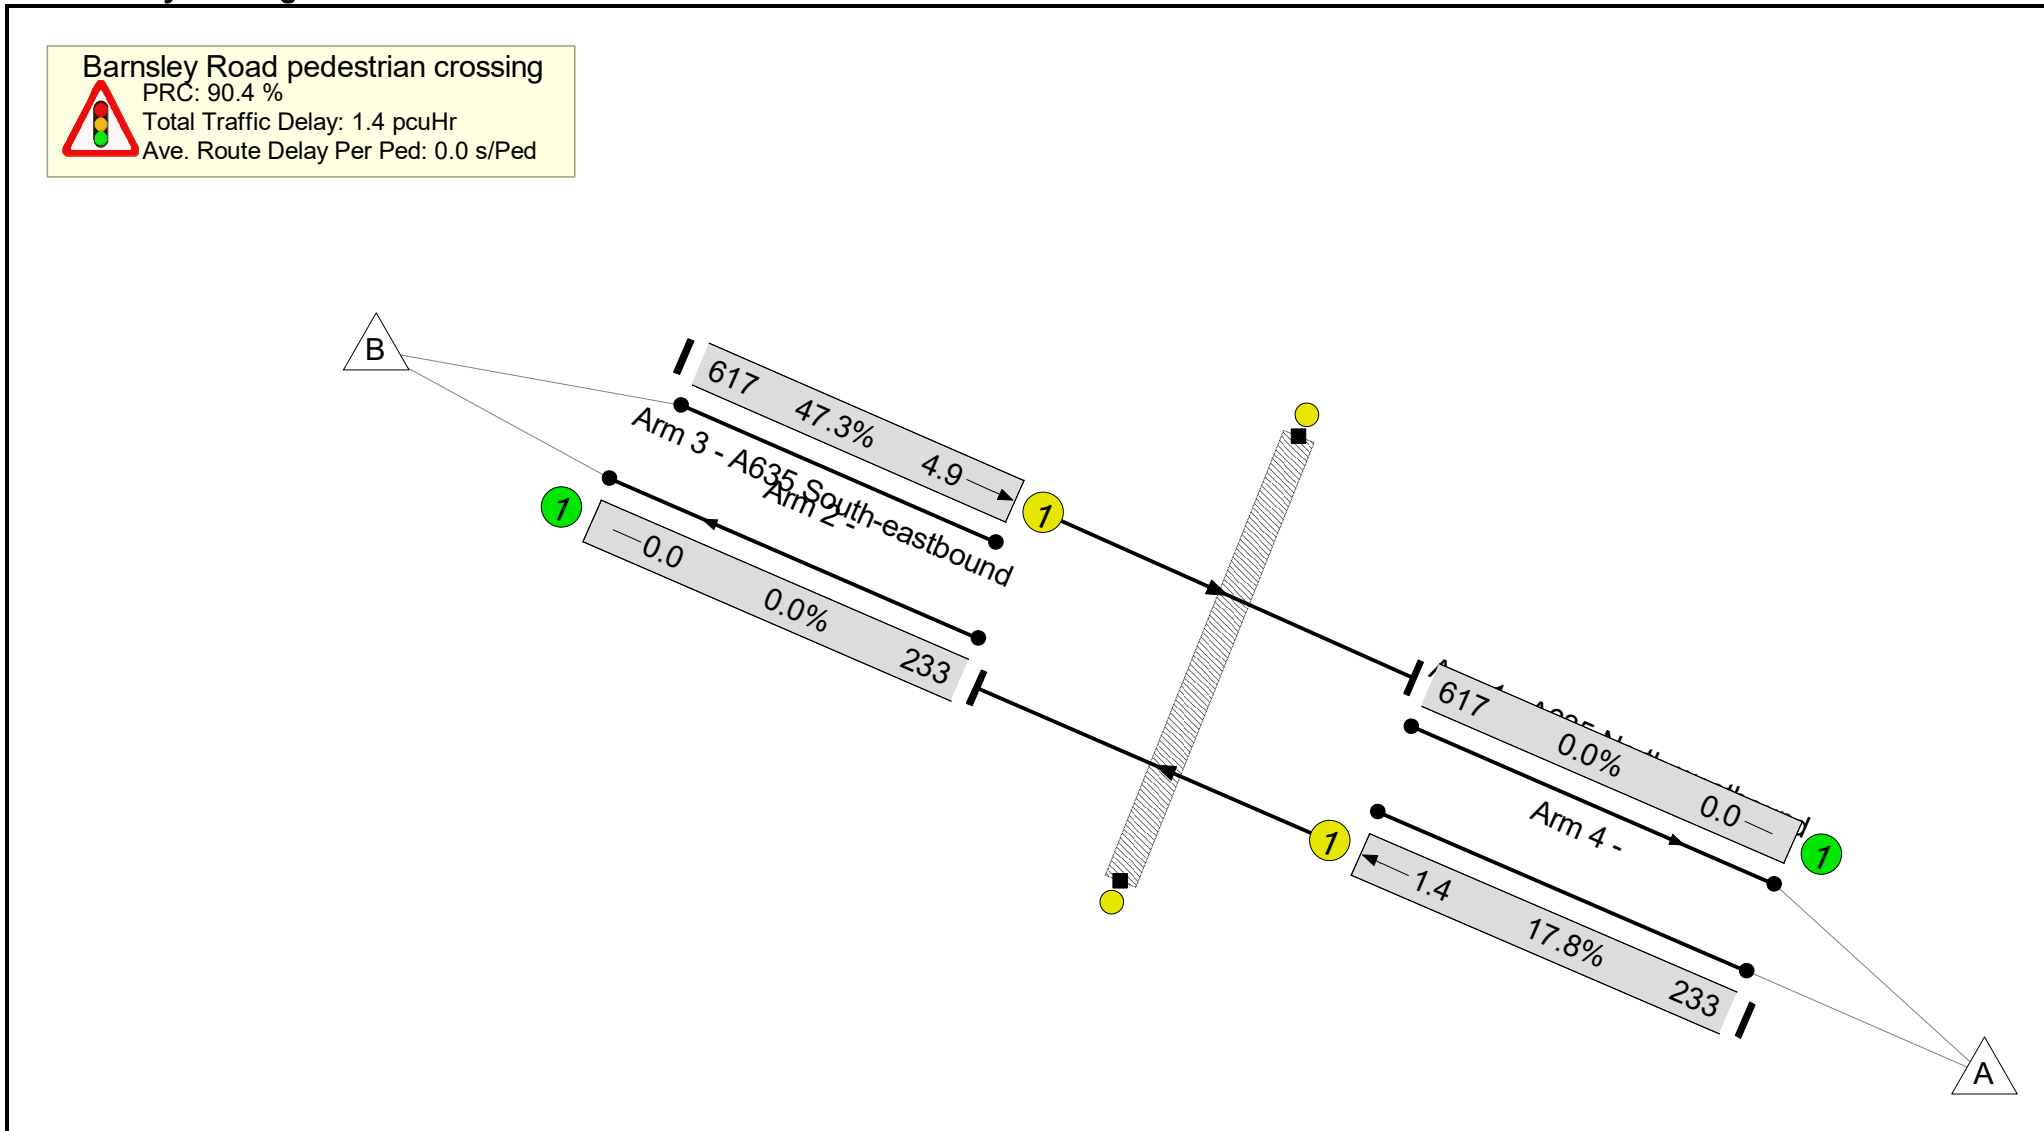 Barnsley Road pedestrian crossing
PRC: 90.4 %
Total Traffic Delay: 1.4 pcuHr
Ave. Route Delay Per Ped: 0.0 s/Ped
B
617 47.3% 4.9
1
Arm 3 - A635 South-eastbound
Arm 2 -
1
0.0 0.0% 233
617 0.0% 0.0
1
Arm 4 -
1
1.4 17.8% 233
A